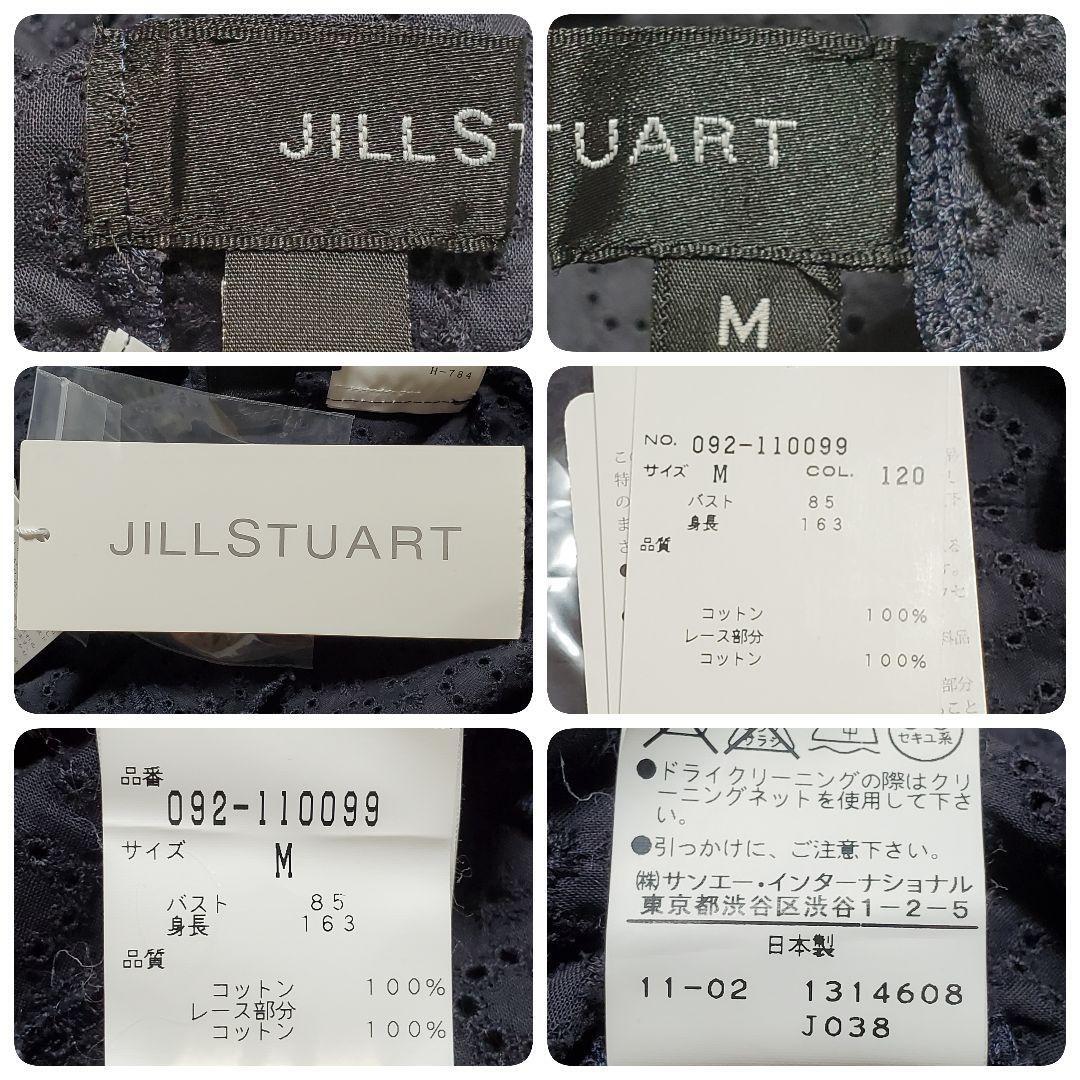 JILLS
TUART
M
H-784
JILLSTUART
NO. 092-110099
サイズ M COL. 120
バスト 85
身長 163
品質
コットン 100%
レース部分
コットン 100%
品番
092-110099
サイズ M
バスト 85
身長 163
品質
コットン 100%
レース部分
コットン 100%
サラシ
中
セキユ系
●ドライクリーニングの際はクリ
ーニングネットを使用して下さ
い。
●引っかけに、ご注意下さい。
㈱サンエー・インターナショナル
東京都渋谷区渋谷1-2-5
日本製
11-02 1314608
J038